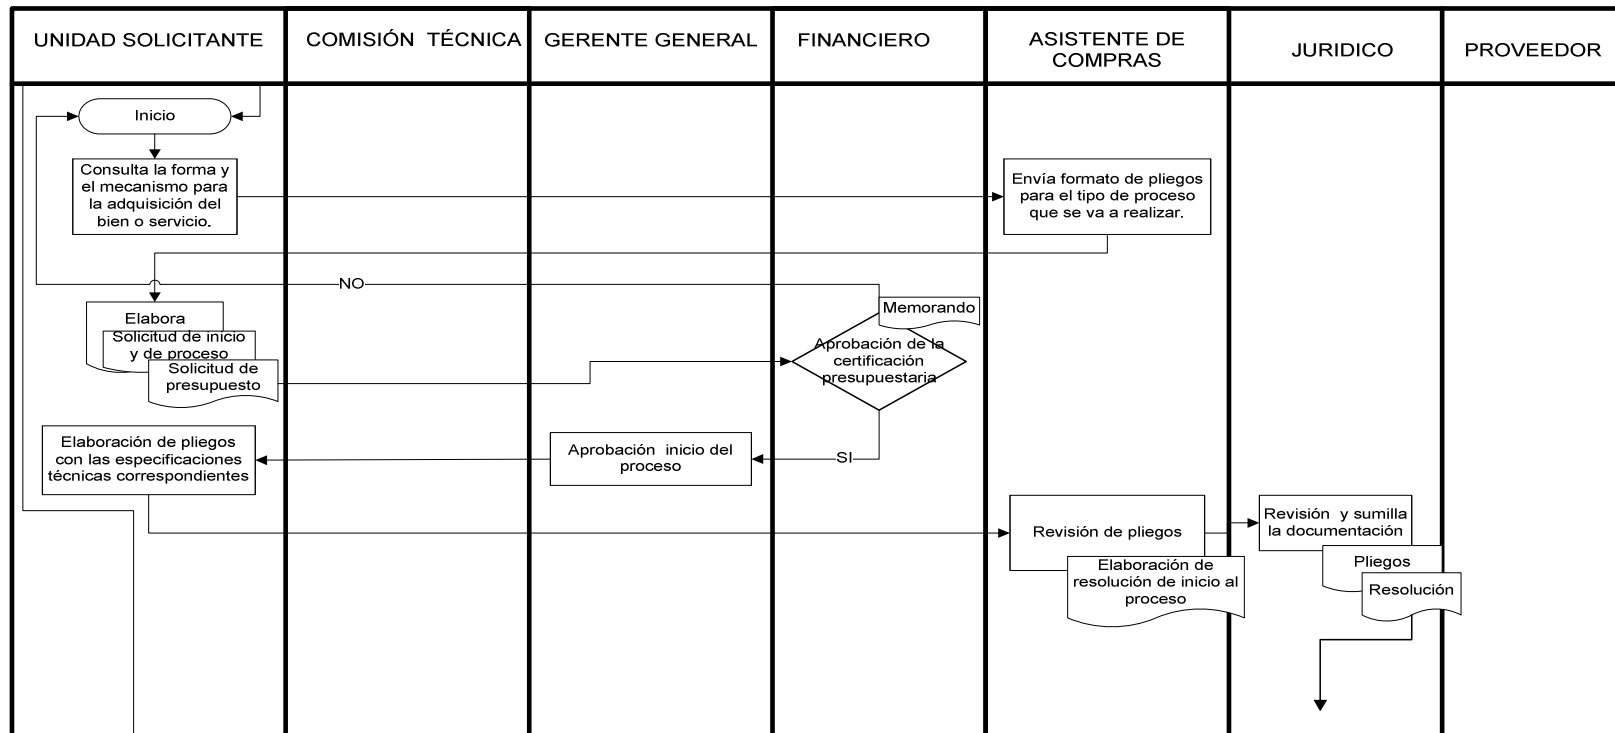 UNIDAD SOLICITANTE
COMISIÓN TÉCNICA
GERENTE GENERAL
FINANCIERO
ASISTENTE DE
COMPRAS
JURIDICO
PROVEEDOR
Inicio
Consulta la forma y
el mecanismo para
la adquisición del
bien o servicio.
Envía formato de pliegos
para el tipo de proceso
que se va a realizar.
NO
Memorando
Elabora
Solicitud de inicio
y de proceso
Solicitud de
presupuesto
Aprobación de la
certificación
presupuestaria
SI
Aprobación inicio del
proceso
Elaboración de pliegos
con las especificaciones
técnicas correspondientes
Revisión de pliegos
Elaboración de
resolución de inicio al
proceso
Revisión y sumilla
la documentación
Pliegos
Resolución